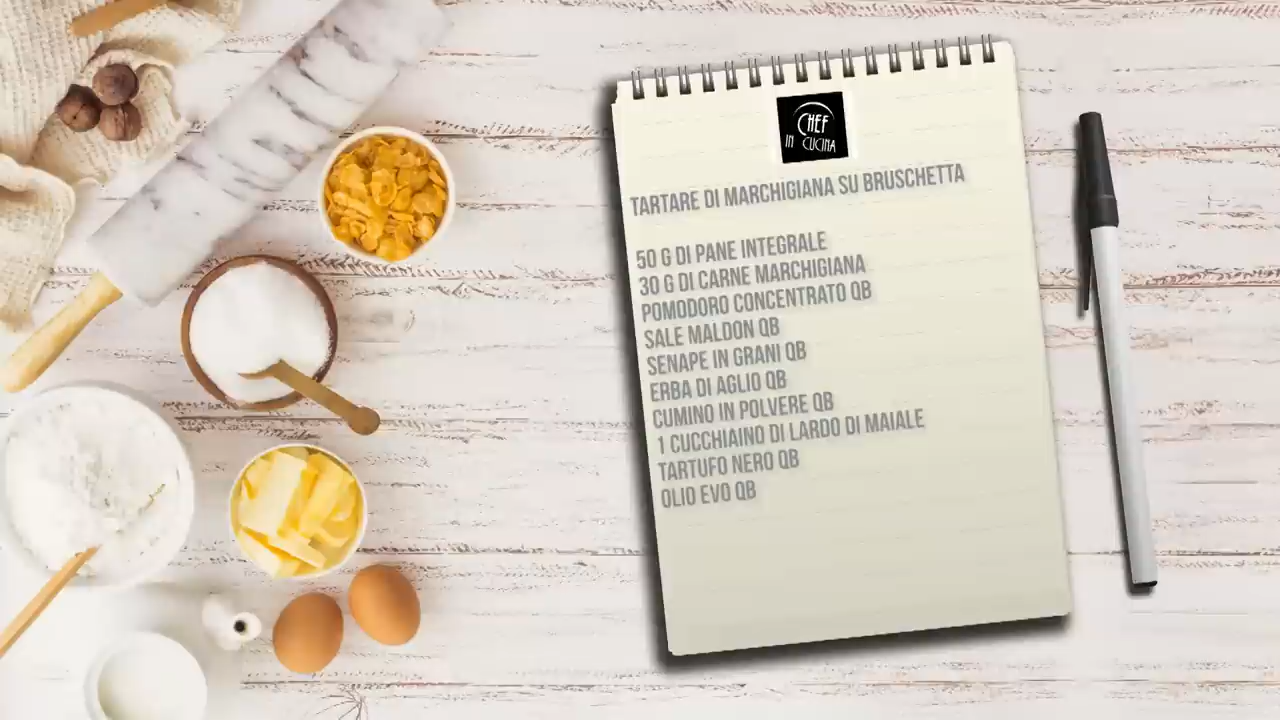 CHEF
IN CUCINA
TARTARE DI MARCHIGIANA SU BRUSCHETTA
50 G DI PANE INTEGRALE
30 G DI CARNE MARCHIGIANA
POMODORO CONCENTRATO QB
SALE MALDON QB
SENAPE IN GRANI QB
ERBA DI AGLIO QB
CUMINO IN POLVERE QB
1 CUCCHIAINO DI LARDO DI MAIALE
TARTUFO NERO QB
OLIO EVO QB